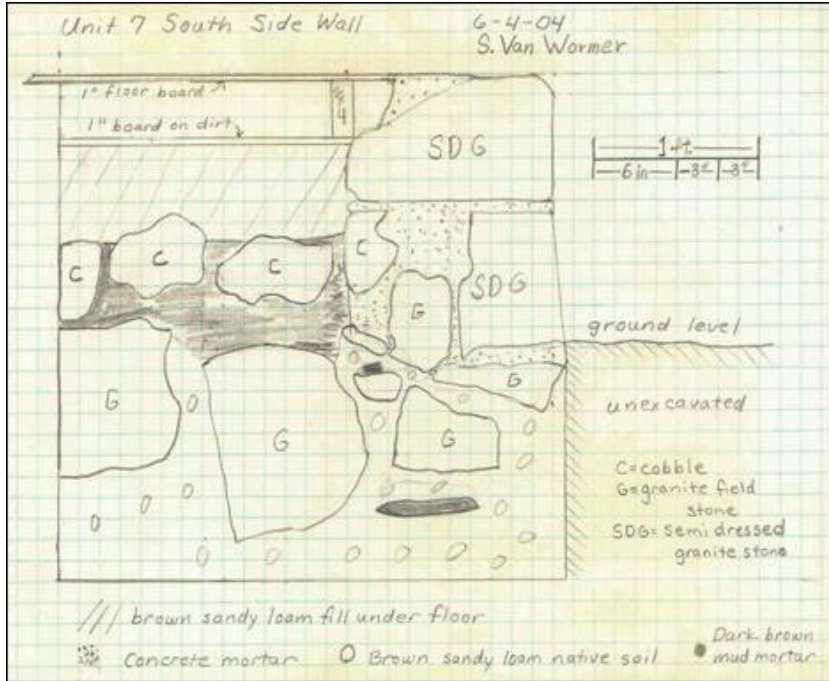 Unit 7 South Side Wall
6-4-04
S. Van Wormer
1" floor board
1" board on dirt
4
SDG
1 ft.
6 in 3" 3"
C
C
C
C
SDG
G
ground level
G
G
G
G
unexcavated
C=cobble
G=granite field
stone
SDG= semi dressed
granite stone
/// brown sandy loam fill under floor
Concrete mortar
Brown sandy loam native soil
Dark brown
mud mortar